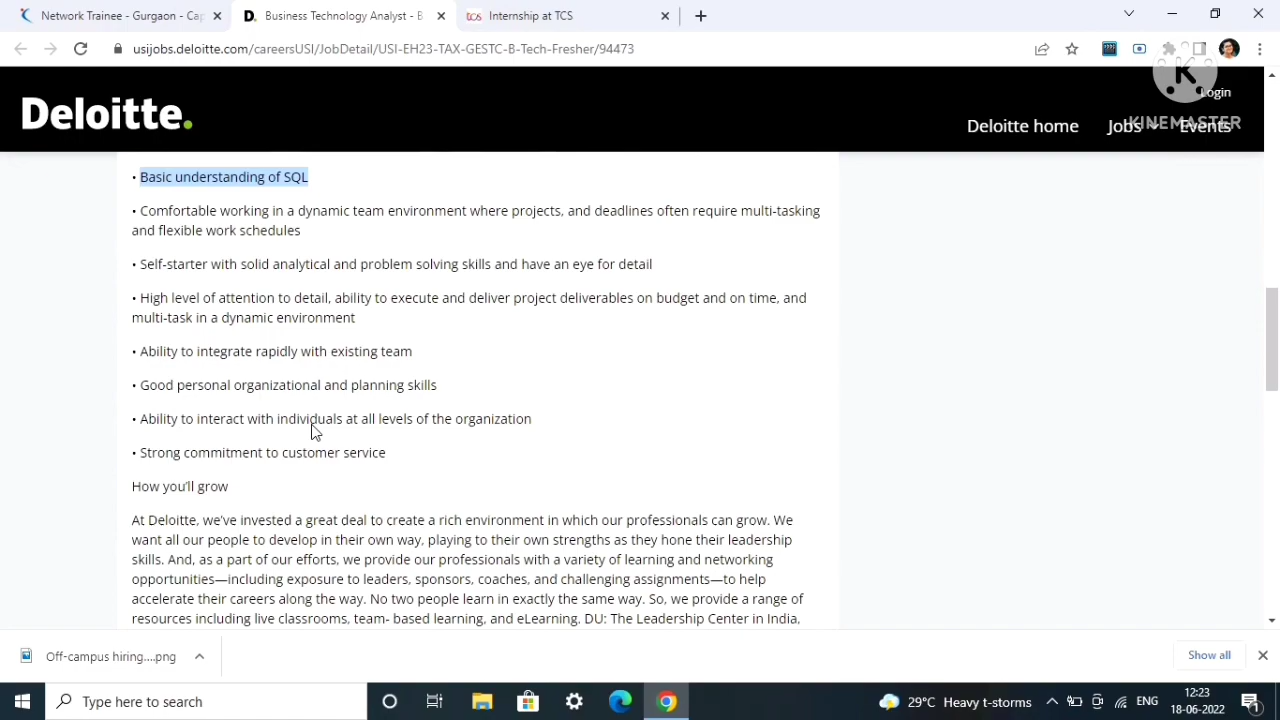 Network Trainee - Gurgaon - Cap
Business Technology Analyst - B
Internship at TCS
usijobs.deloitte.com/careersUSI/JobDetail/USI-EH23-TAX-GESTC-B-Tech-Fresher/94473
Deloitte.
Login
Deloitte home
Jobs
Events
KINEMASTER
• Basic understanding of SQL
• Comfortable working in a dynamic team environment where projects, and deadlines often require multi-tasking
and flexible work schedules
• Self-starter with solid analytical and problem solving skills and have an eye for detail
• High level of attention to detail, ability to execute and deliver project deliverables on budget and on time, and
multi-task in a dynamic environment
• Ability to integrate rapidly with existing team
• Good personal organizational and planning skills
• Ability to interact with individuals at all levels of the organization
• Strong commitment to customer service
How you'll grow
At Deloitte, we've invested a great deal to create a rich environment in which our professionals can grow. We
want all our people to develop in their own way, playing to their own strengths as they hone their leadership
skills. And, as a part of our efforts, we provide our professionals with a variety of learning and networking
opportunities—including exposure to leaders, sponsors, coaches, and challenging assignments—to help
accelerate their careers along the way. No two people learn in exactly the same way. So, we provide a range of
resources including live classrooms, team- based learning, and eLearning. DU: The Leadership Center in India,
Off-campus hiring....png
Show all
Type here to search
29°C Heavy t-storms
ENG
12:23
18-06-2022